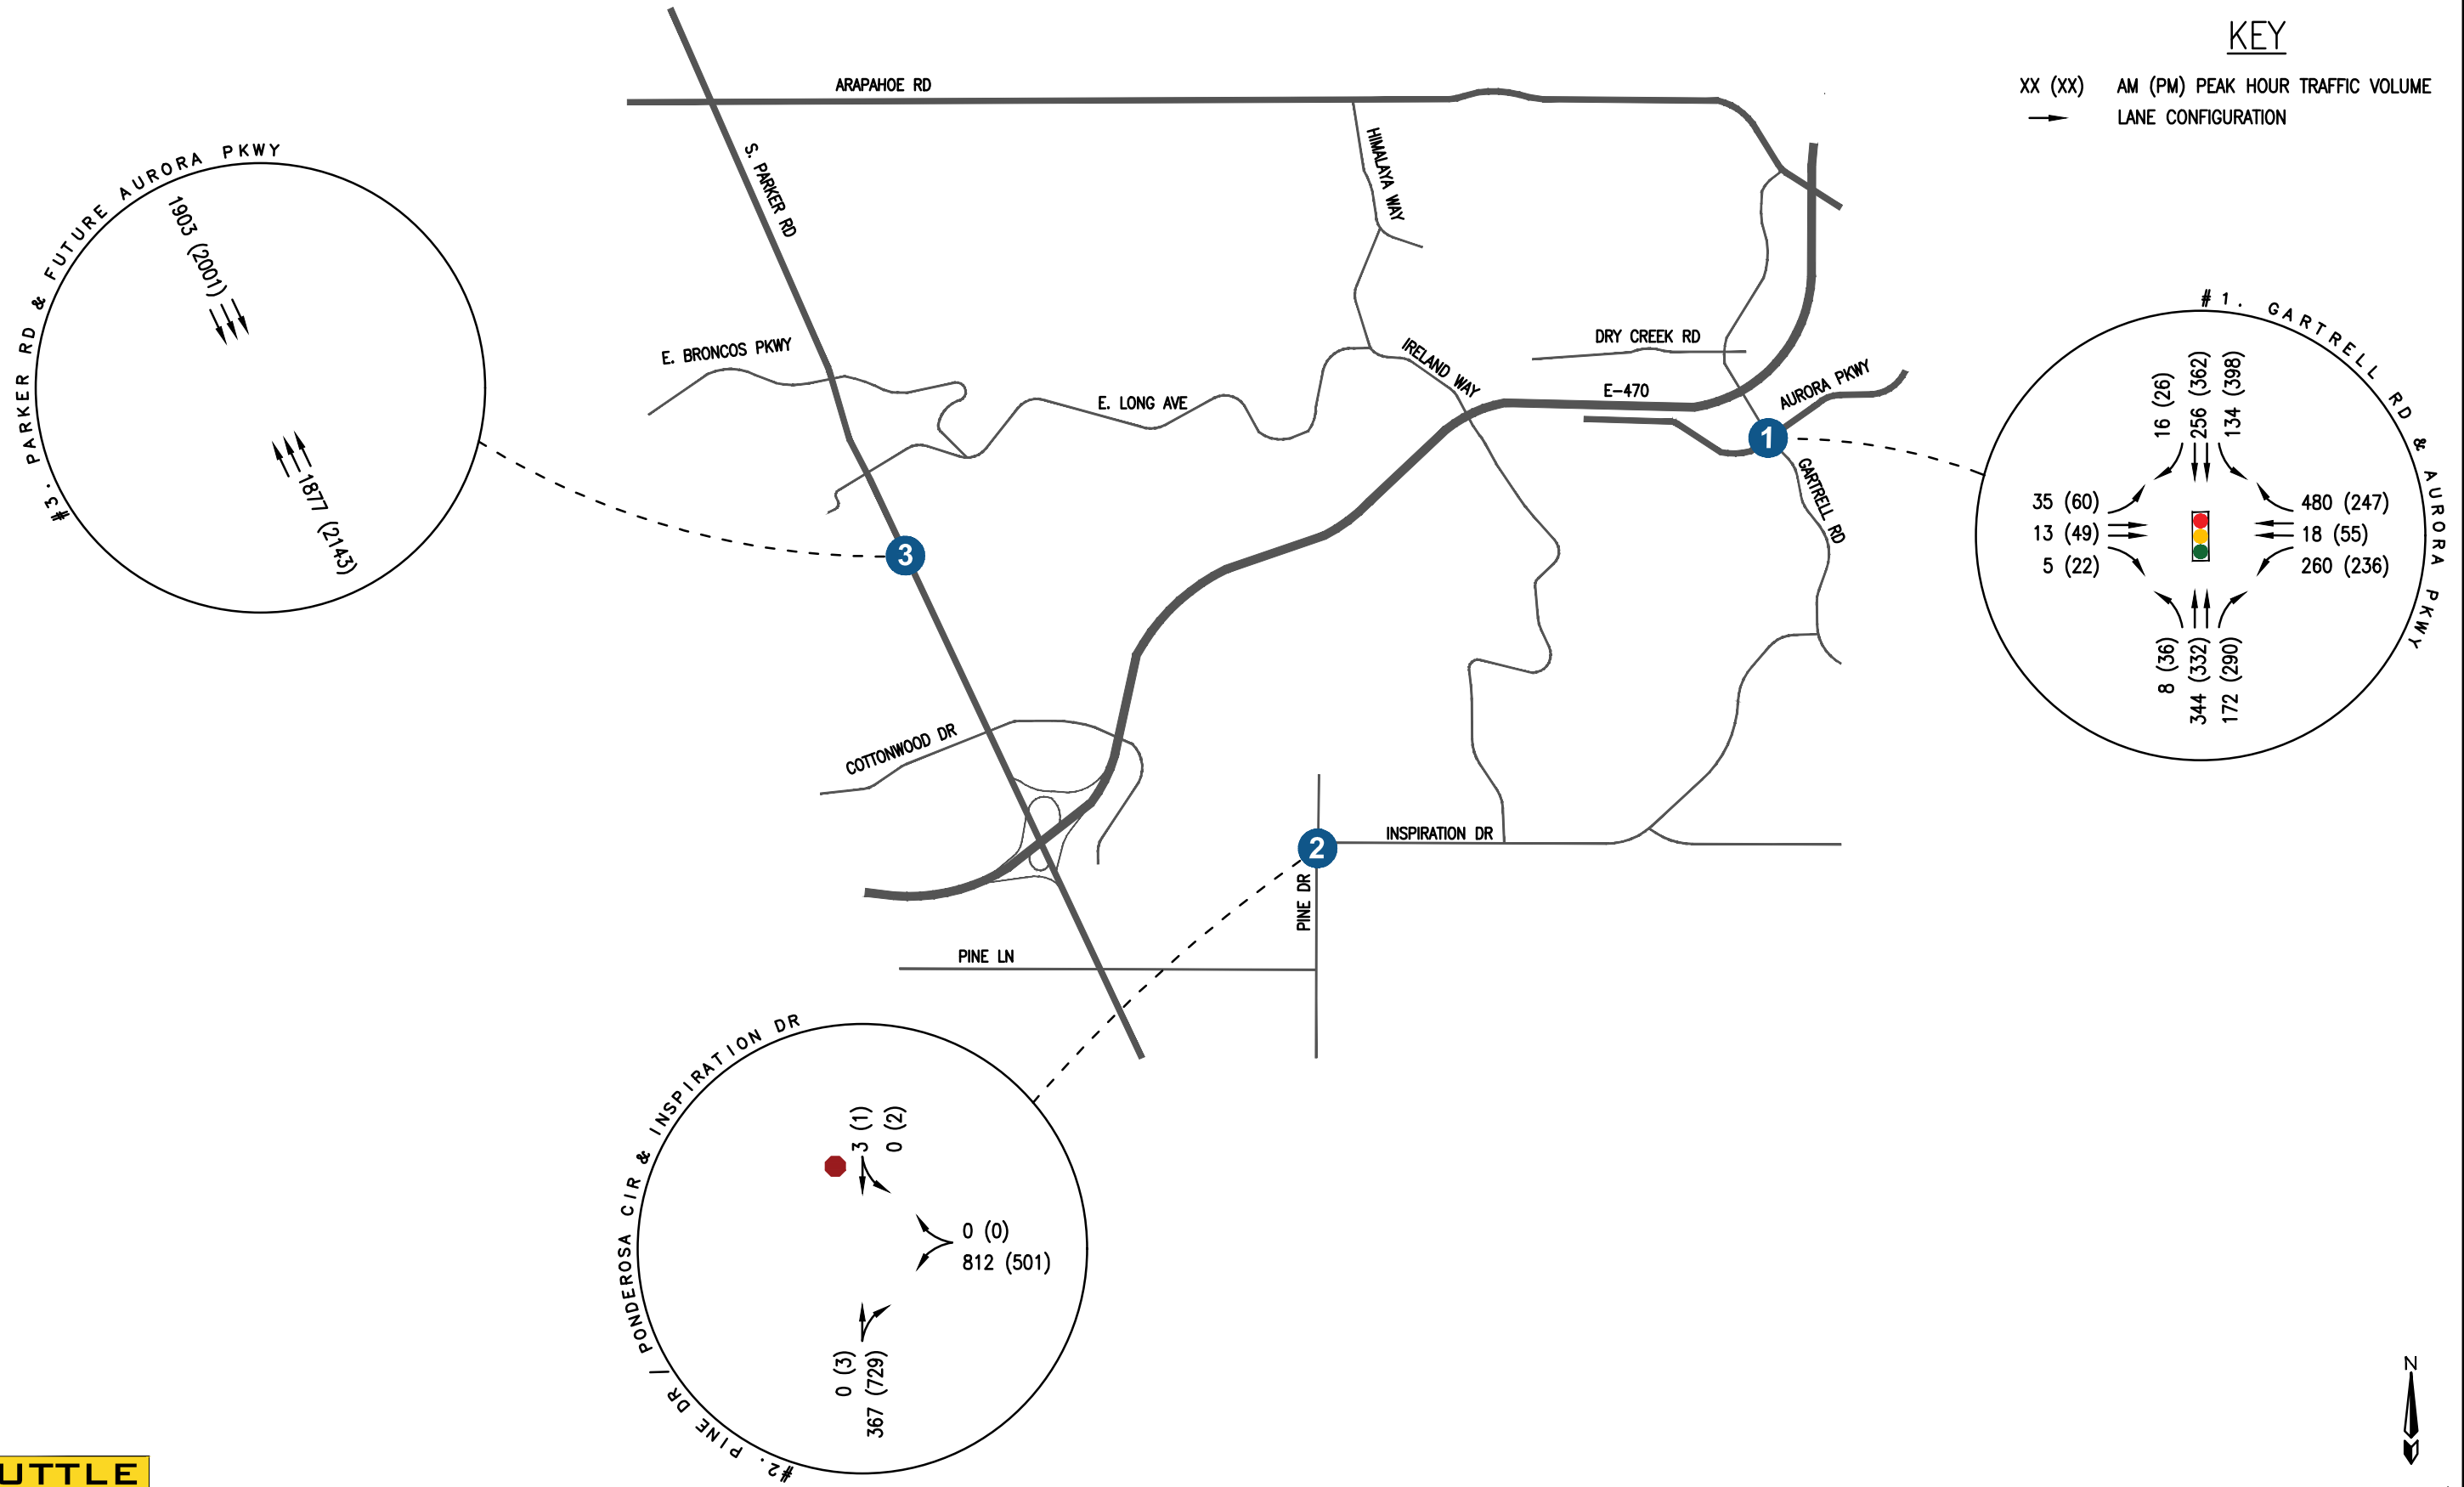 KEY
XX (XX) AM (PM) PEAK HOUR TRAFFIC VOLUME
LANE CONFIGURATION
ARAPAHOE RD
S. PARKER RD
HIMALAYA WAY
E. BRONCOS PKWY
E. LONG AVE
IRELAND WAY
DRY CREEK RD
E-470
AURORA PKWY
GARTRELL RD
COTTONWOOD DR
INSPIRATION DR
PINE DR
PINE LN
1
2
3
#3. PARKER RD & FUTURE AURORA PKWY
1903 (2001)
1877 (2143)
#1. GARTRELL RD & AURORA PKWY
16 (26)
256 (362)
134 (398)
35 (60)
13 (49)
5 (22)
480 (247)
18 (55)
260 (236)
8 (36)
344 (332)
172 (290)
#2. PINE DR / PONDEROSA CIR & INSPIRATION DR
3 (1)
0 (2)
0 (0)
812 (501)
0 (3)
367 (729)
N
UTTLE